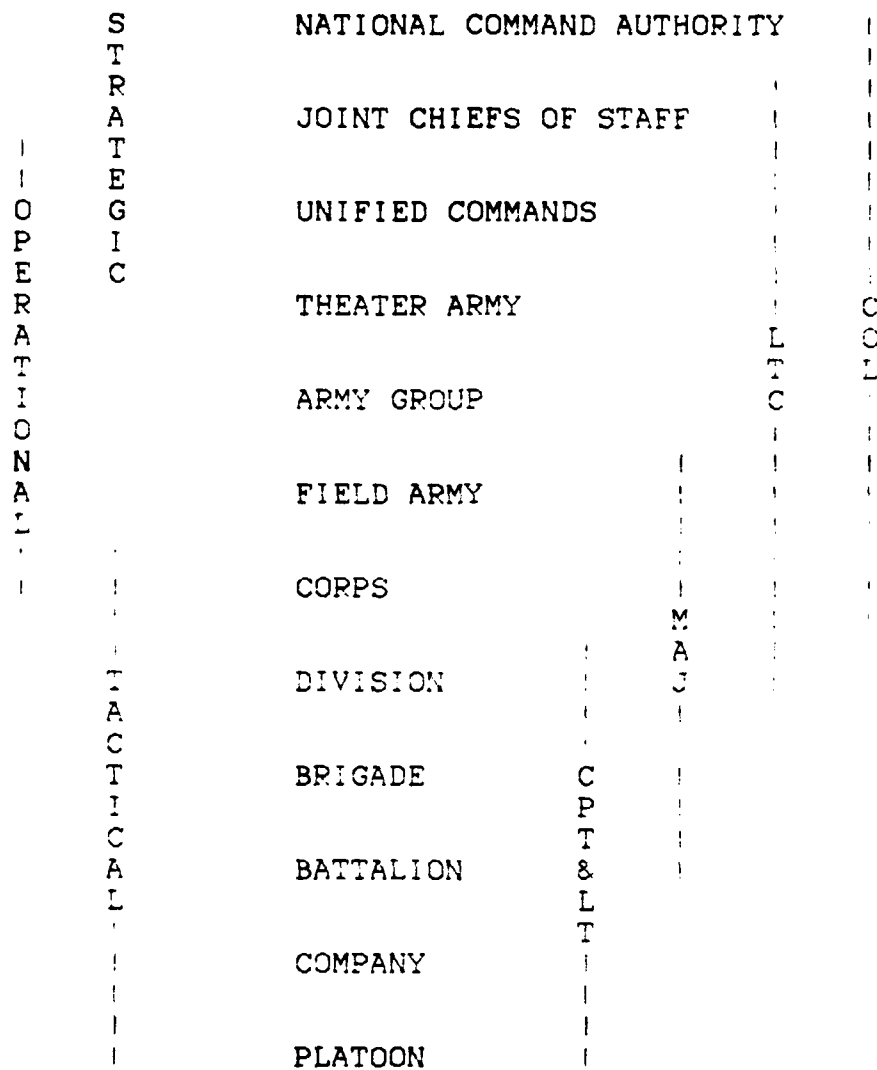 STRATEGIC
NATIONAL COMMAND AUTHORITY
JOINT CHIEFS OF STAFF
OPERATIONAL
UNIFIED COMMANDS
THEATER ARMY
COL
LTC
ARMY GROUP
FIELD ARMY
CORPS
MAJ
TACTICAL
DIVISION
BRIGADE
CPT&LT
BATTALION
COMPANY
PLATOON